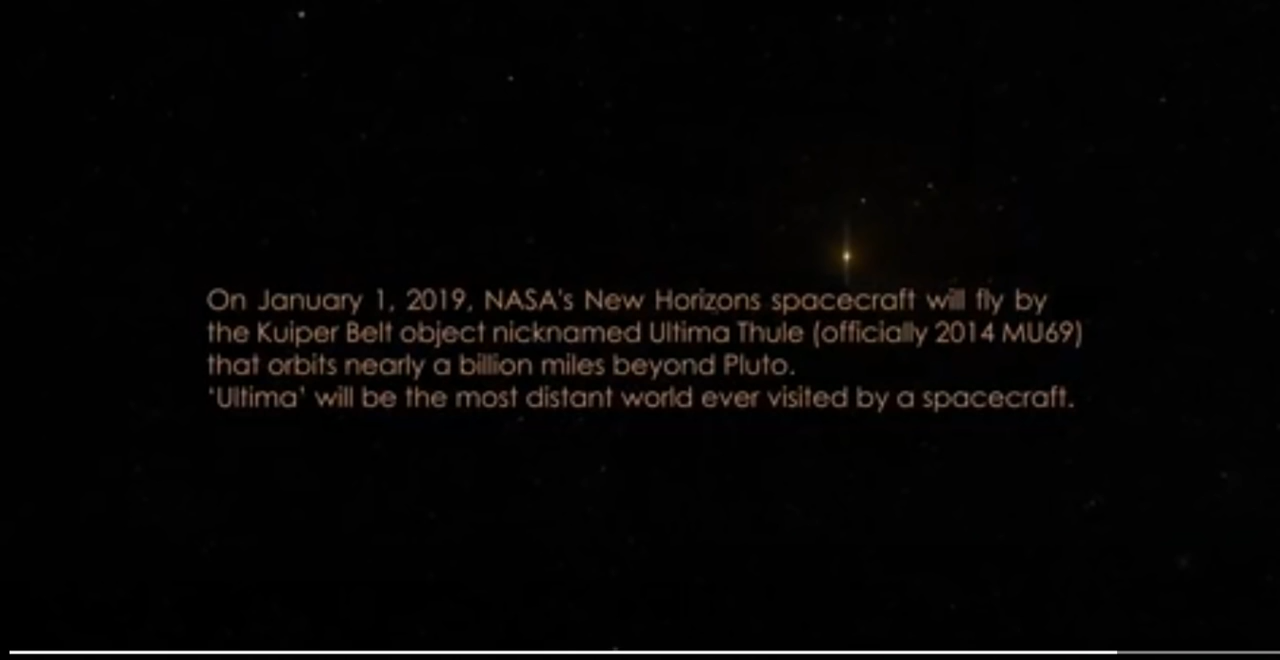 On January 1, 2019, NASA's New Horizons spacecraft will fly by
the Kuiper Belt object nicknamed Ultima Thule (officially 2014 MU69)
that orbits nearly a billion miles beyond Pluto.
'Ultima' will be the most distant world ever visited by a spacecraft.